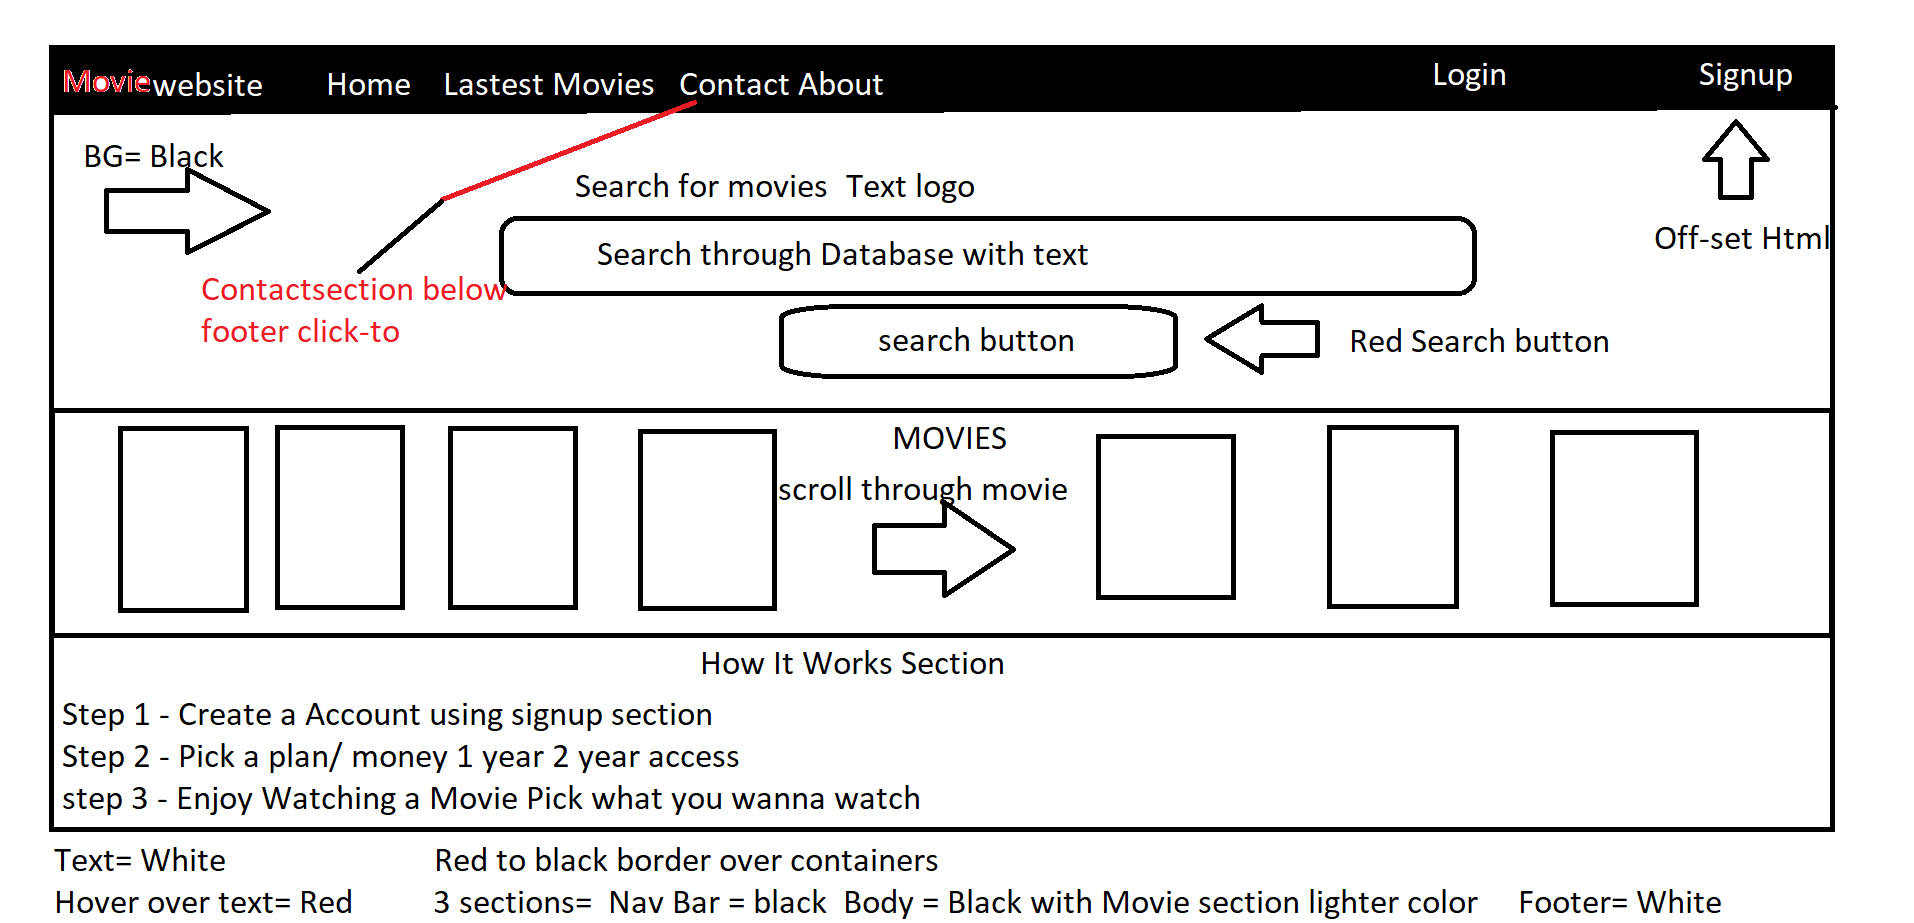 Moviewebsite Home Lastest Movies Contact About Login Signup
BG= Black
Search for movies Text logo
Off-set Html
Search through Database with text
Contactsection below
footer click-to
search button
Red Search button
MOVIES
scroll through movie
How It Works Section
Step 1 - Create a Account using signup section
Step 2 - Pick a plan/ money 1 year 2 year access
step 3 - Enjoy Watching a Movie Pick what you wanna watch
Text= White Red to black border over containers
Hover over text= Red 3 sections= Nav Bar = black Body = Black with Movie section lighter color Footer= White